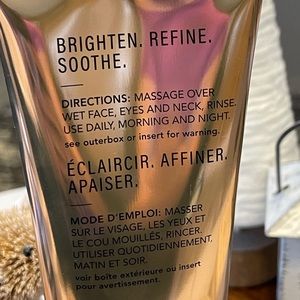 BRIGHTEN. REFINE.
SOOTHE.
DIRECTIONS: MASSAGE OVER
WET FACE, EYES AND NECK, RINSE.
USE DAILY, MORNING AND NIGHT.
see outerbox or insert for warning.
ÉCLAIRCIR. AFFINER.
APAISER.
MODE D'EMPLOI: MASSER
SUR LE VISAGE, LES YEUX ET
LE COU MOUILLÉS, RINCER.
UTILISER QUOTIDIENNEMENT,
MATIN ET SOIR.
voir boîte extérieure ou insert
pour avertissement.